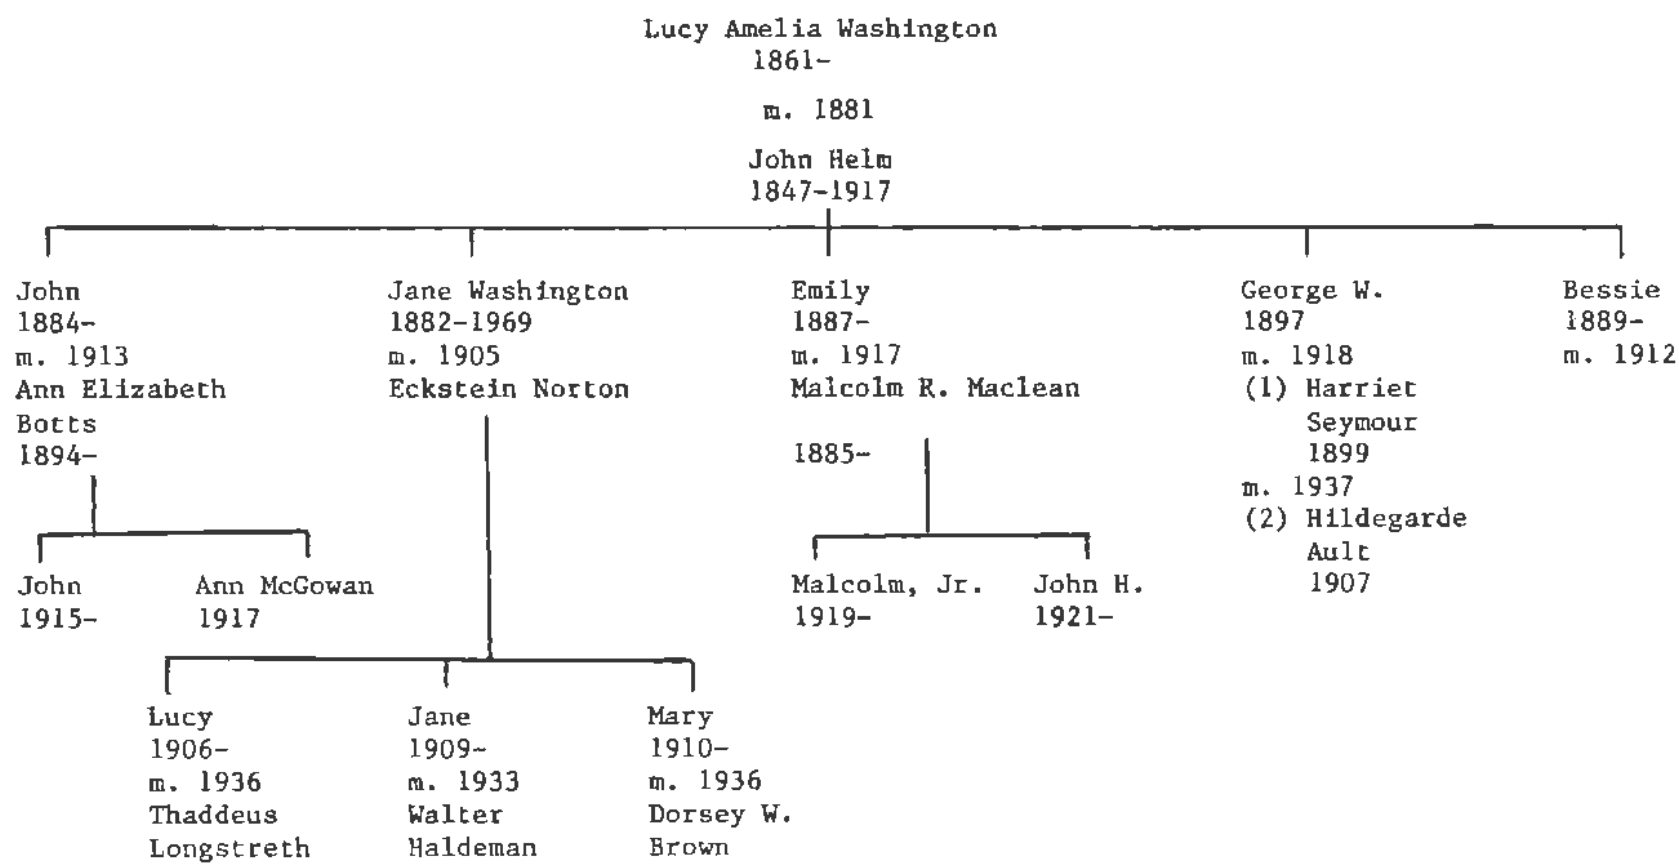 Lucy Amelia Washington
1861-
m. 1881
John Helm
1847-1917
John
1884-
m. 1913
Ann Elizabeth
Botts
1894-
Jane Washington
1882-1969
m. 1905
Eckstein Norton
Emily
1887-
m. 1917
Malcolm R. Maclean
1885-
George W.
1897
m. 1918
(1) Harriet
Seymour
1899
m. 1937
(2) Hildegarde
Ault
1907
Bessie
1889-
m. 1912
John
1915-
Ann McGowan
1917
Malcolm, Jr.
1919-
John H.
1921-
Lucy
1906-
m. 1936
Thaddeus
Longstreth
Jane
1909-
m. 1933
Walter
Haldeman
Mary
1910-
m. 1936
Dorsey W.
Brown